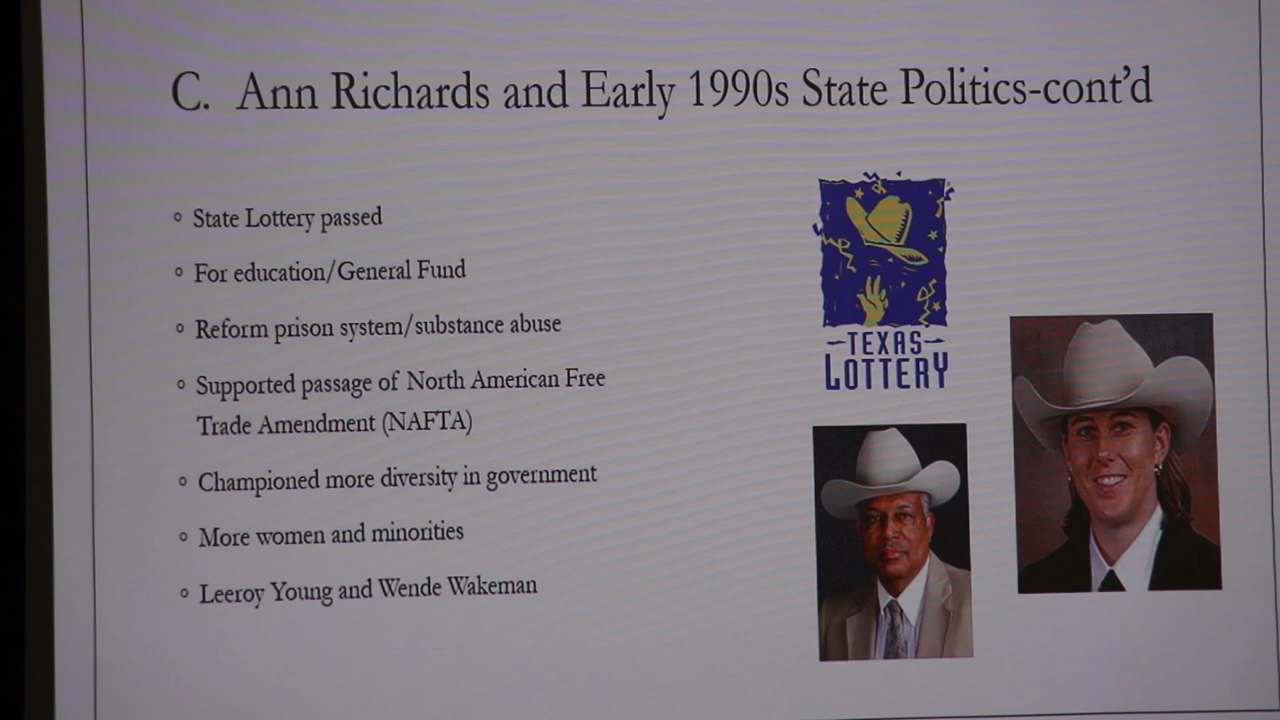 C. Ann Richards and Early 1990s State Politics-cont'd
State Lottery passed
For education/General Fund
Reform prison system/substance abuse
Supported passage of North American Free
Trade Amendment (NAFTA)
Championed more diversity in government
More women and minorities
Leeroy Young and Wende Wakeman
TEXAS
LOTTERY